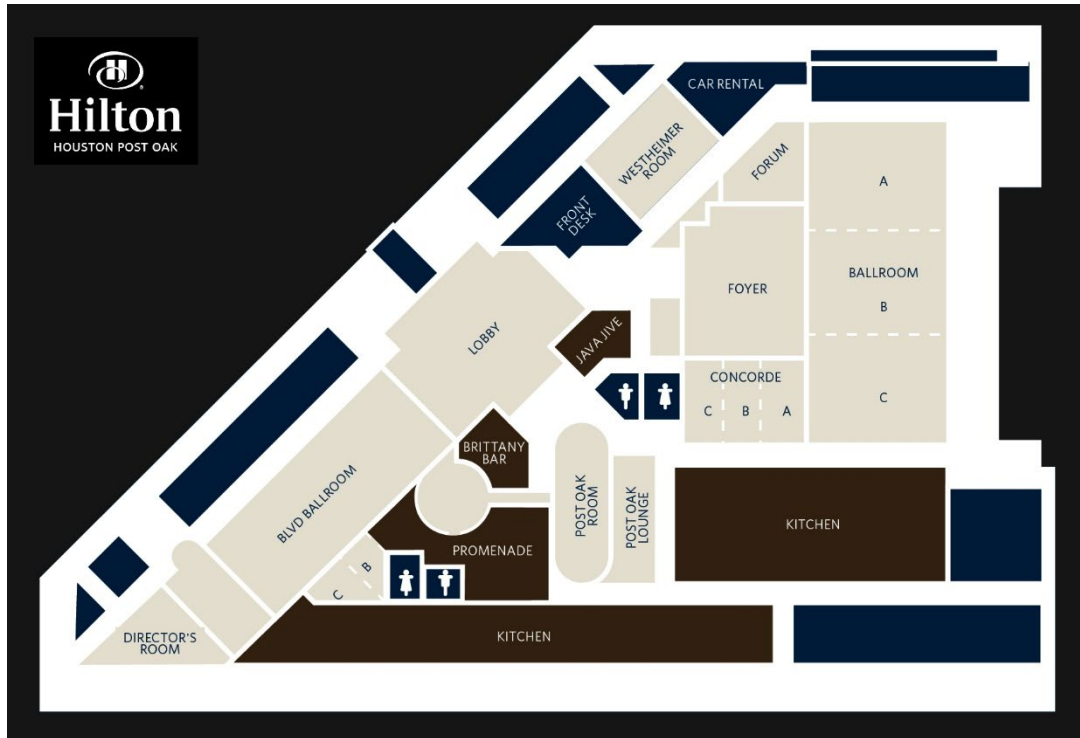 H
Hilton
HOUSTON POST OAK
CAR RENTAL
WESTHEIMER
ROOM
FORUM
A
FRONT
DESK
FOYER
BALLROOM
B
LOBBY
JAVA JIVE
CONCORDE
C B A
C
BRITTANY
BAR
BLVD BALLROOM
POST OAK
ROOM
POST OAK
LOUNGE
KITCHEN
PROMENADE
B
C
DIRECTOR'S
ROOM
KITCHEN